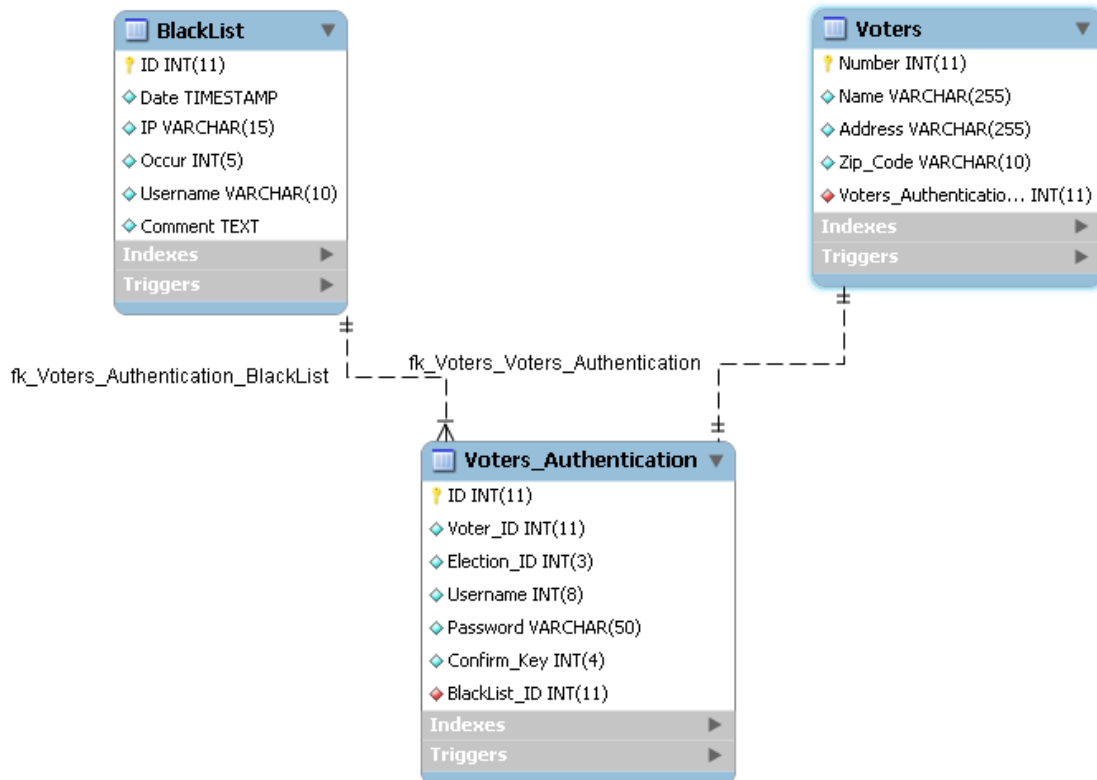 BlackList
ID INT(11)
Date TIMESTAMP
IP VARCHAR(15)
Occur INT(5)
Username VARCHAR(10)
Comment TEXT
Indexes
Triggers
Voters
Number INT(11)
Name VARCHAR(255)
Address VARCHAR(255)
Zip_Code VARCHAR(10)
Voters_Authenticatio... INT(11)
Indexes
Triggers
fk_Voters_Authentication_BlackList
fk_Voters_Voters_Authentication
Voters_Authentication
ID INT(11)
Voter_ID INT(11)
Election_ID INT(3)
Username INT(8)
Password VARCHAR(50)
Confirm_Key INT(4)
BlackList_ID INT(11)
Indexes
Triggers